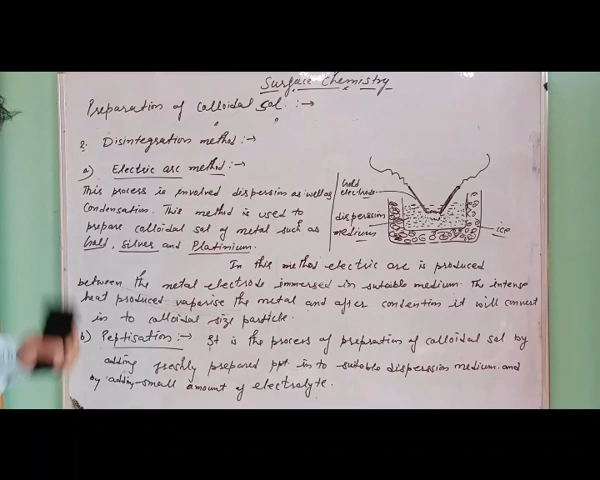 Surface Chemistry
Preparation of colloidal sol :→
2. Disintegration method :→
a) Electric arc method :→
This process is involved dispersion as well as
condensation. This method is used to
prepare colloidal sol of metal such as
Gold, Silver and Platinium.
Gold
electrode
dispersion
medium
ice
In this method electric arc is produced
between the metal electrode immersed in suitable medium. The intense
heat produced vaporise the metal and after condention it will convert
in to colloidal size particle.
b) Peptisation :→ It is the process of prepration of colloidal sol by
adding freshly prepared ppt in to suitable disperssion medium and
by adding small amount of electrolyte.